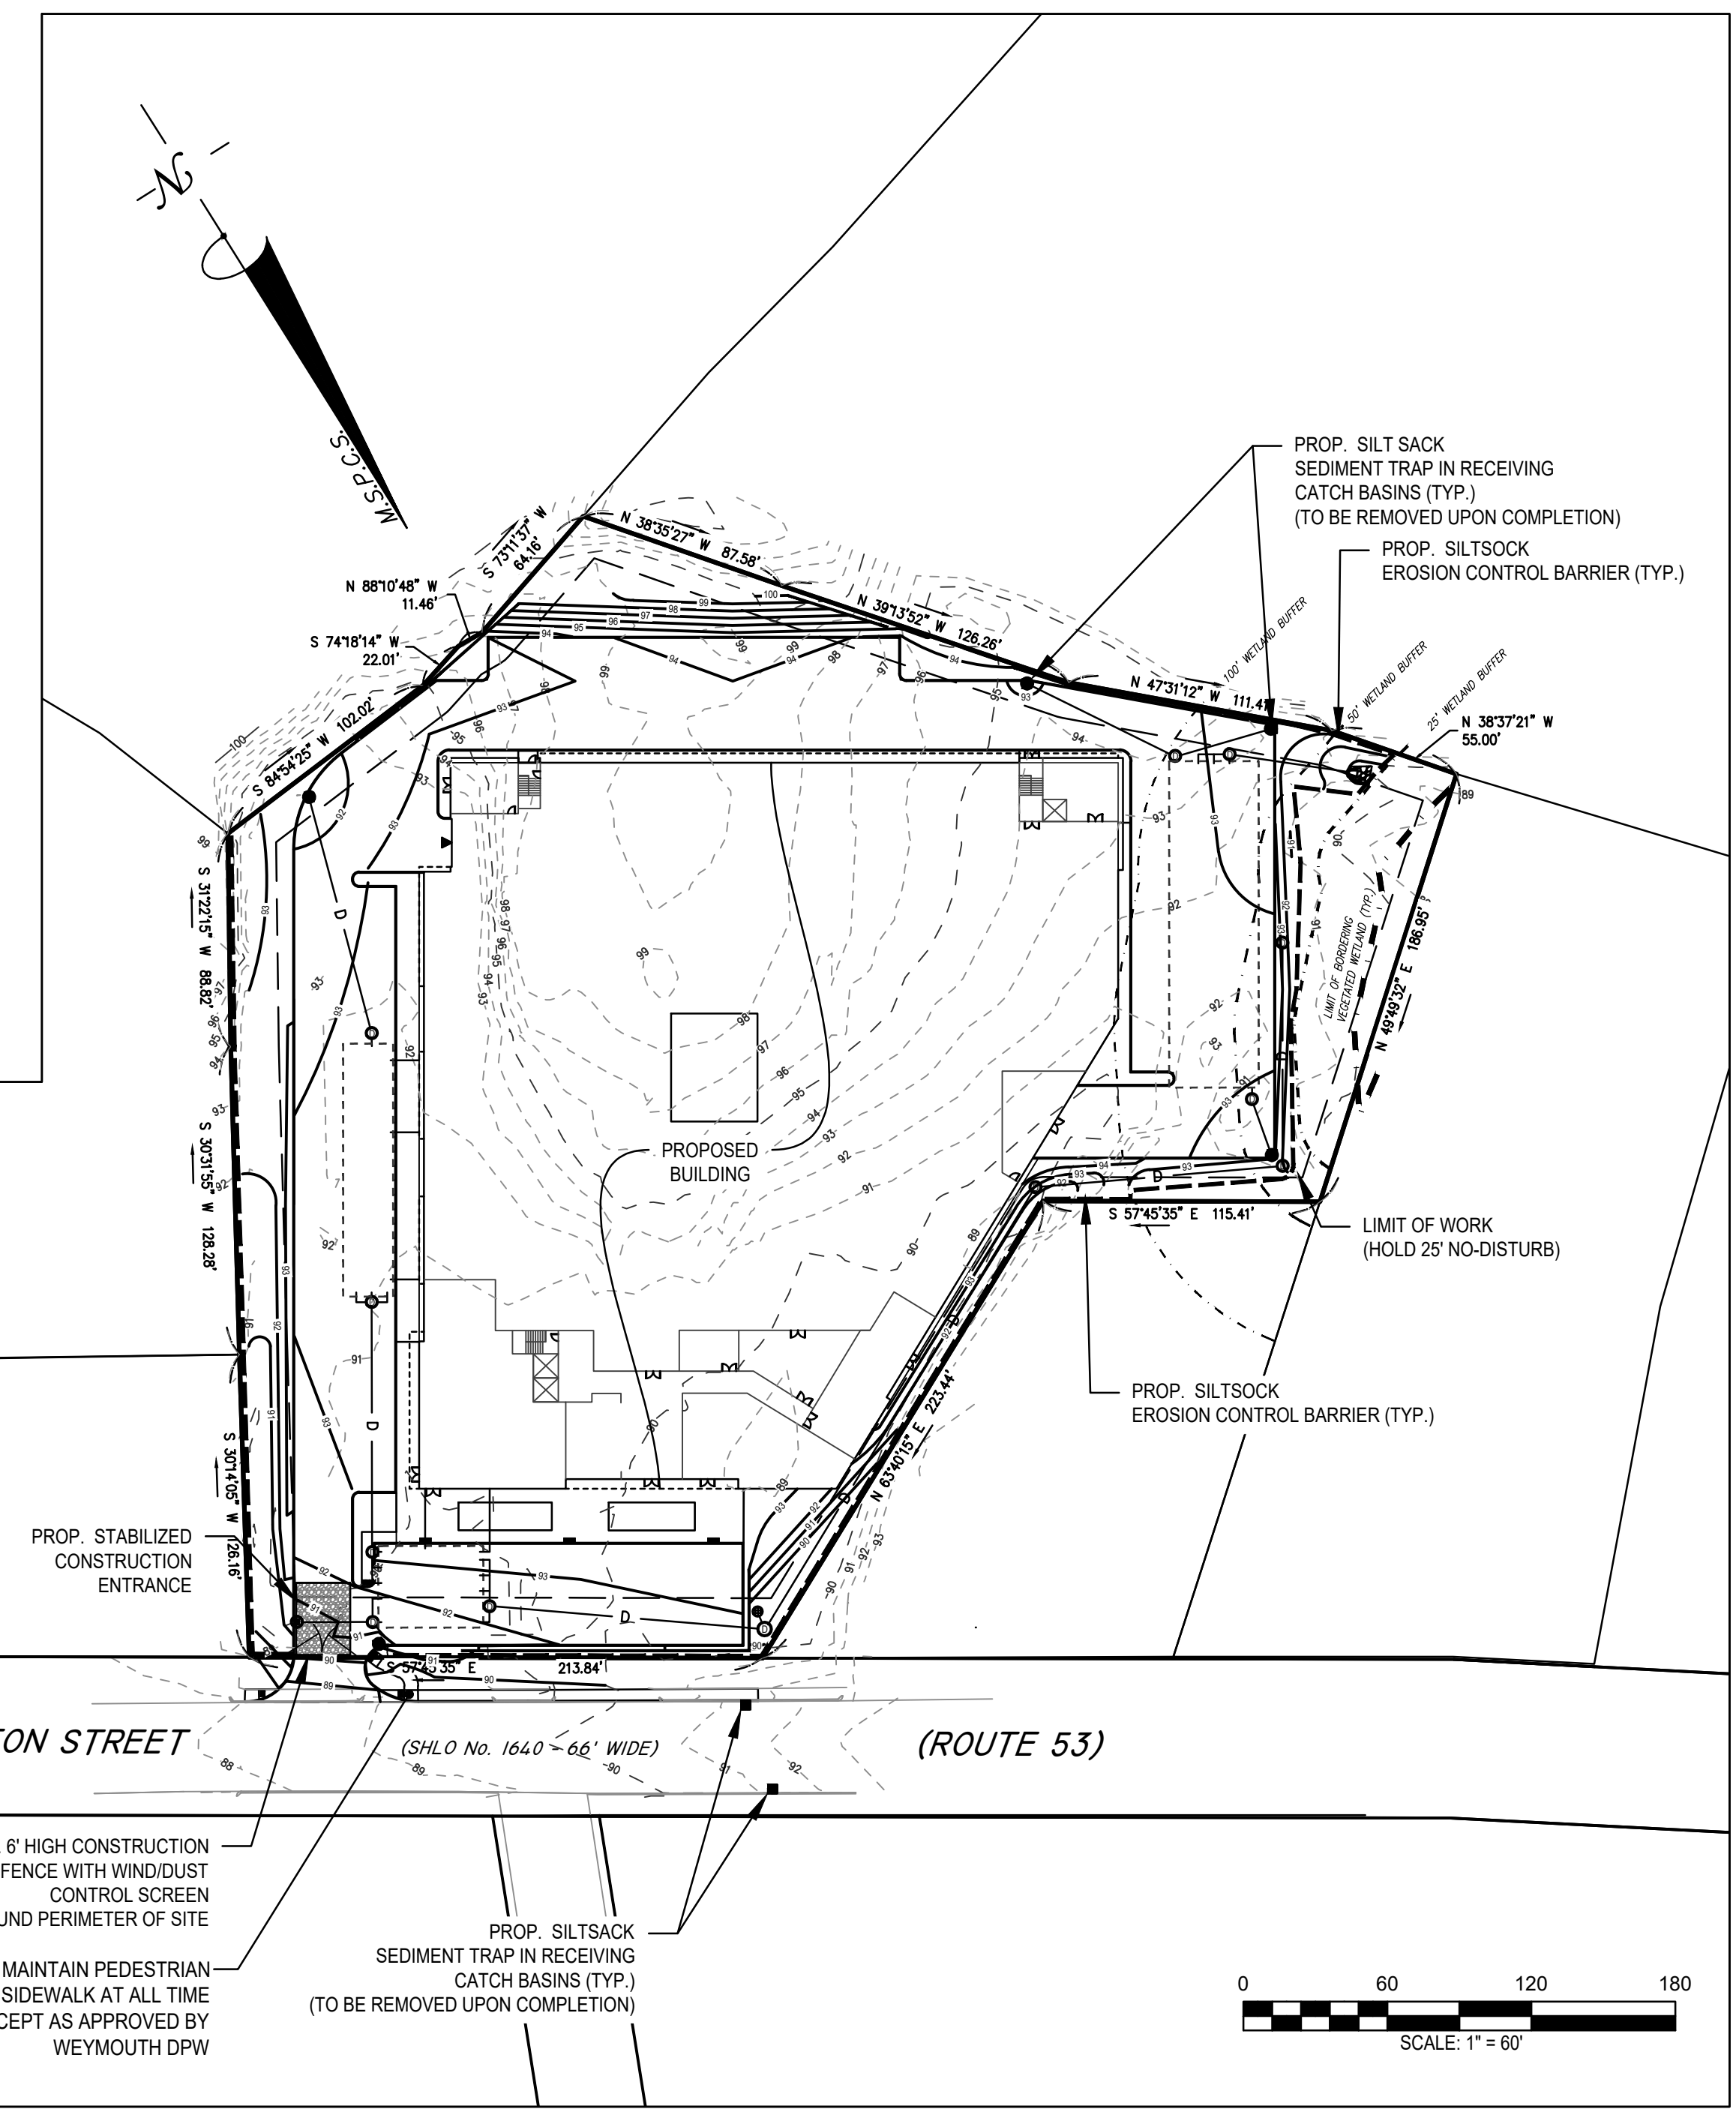 N
M.S.P.C.S.
PROP. SILT SACK
SEDIMENT TRAP IN RECEIVING
CATCH BASINS (TYP.)
(TO BE REMOVED UPON COMPLETION)
PROP. SILTSOCK
EROSION CONTROL BARRIER (TYP.)
S 73°11'37" W
64.16'
N 38°35'27" W 87.58'
N 88°10'48" W
11.46'
S 74°18'14" W
22.01'
N 39°13'52" W 126.26'
100' WETLAND BUFFER
50' WETLAND BUFFER
25' WETLAND BUFFER
N 47°31'12" W 111.41'
N 38°37'21" W
55.00'
S 84°54'25" W 102.02'
S 31°22'15" W 88.82'
S 30°31'55" W 128.28'
S 30°14'05" W 126.16'
LIMIT OF BORDERING
VEGETATED WETLAND (TYP.)
N 49°49'32" E 186.95'
PROPOSED
BUILDING
S 57°45'35" E 115.41'
LIMIT OF WORK
(HOLD 25' NO-DISTURB)
N 63°40'15" E 223.44'
PROP. SILTSOCK
EROSION CONTROL BARRIER (TYP.)
PROP. STABILIZED
CONSTRUCTION
ENTRANCE
S 57°45'35" E 213.84'
ON STREET
(SHLO No. 1640 - 66' WIDE)
(ROUTE 53)
6' HIGH CONSTRUCTION
FENCE WITH WIND/DUST
CONTROL SCREEN
UND PERIMETER OF SITE
MAINTAIN PEDESTRIAN
SIDEWALK AT ALL TIME
CEPT AS APPROVED BY
WEYMOUTH DPW
PROP. SILTSACK
SEDIMENT TRAP IN RECEIVING
CATCH BASINS (TYP.)
(TO BE REMOVED UPON COMPLETION)
0 60 120 180
SCALE: 1" = 60'